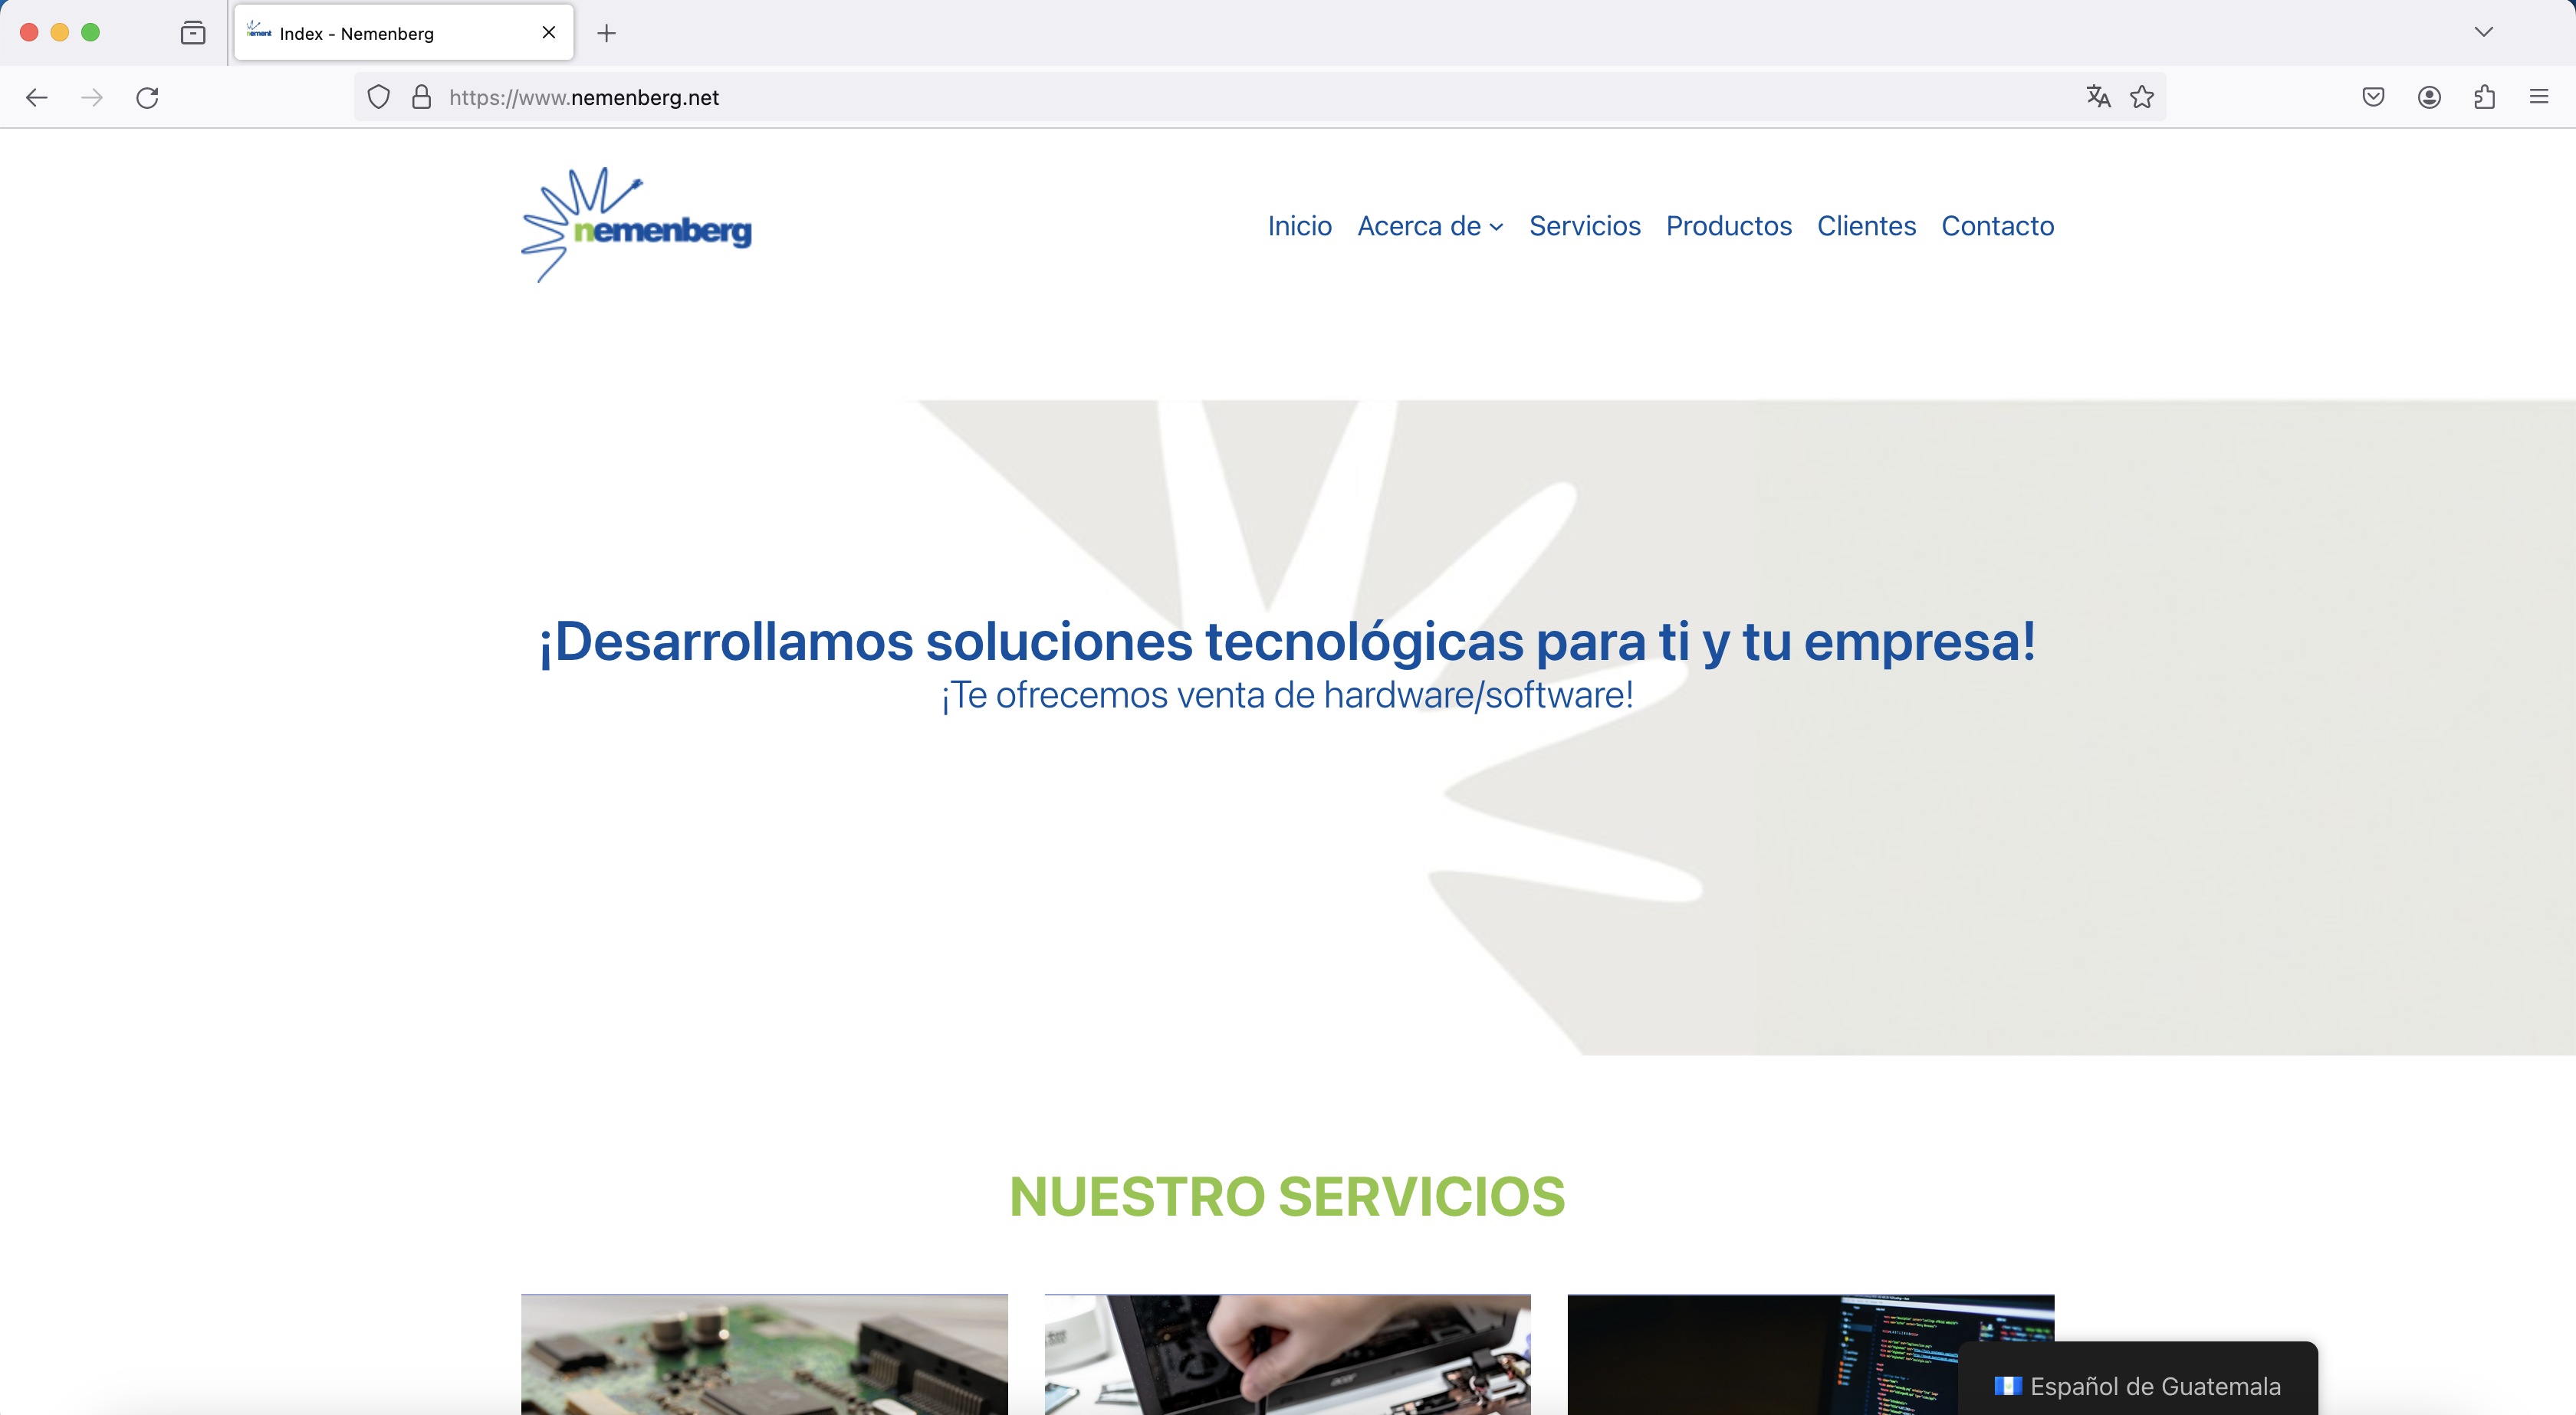 Index - Nemenberg
https://www.nemenberg.net
nemenberg
Inicio Acerca de Servicios Productos Clientes Contacto
¡Desarrollamos soluciones tecnológicas para ti y tu empresa!
¡Te ofrecemos venta de hardware/software!
NUESTRO SERVICIOS
acer
Español de Guatemala